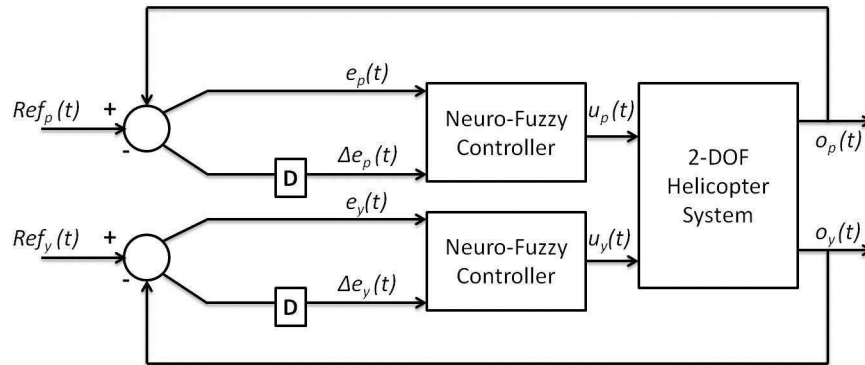 e_p(t)
Ref_p(t)
+
-
Neuro-Fuzzy
Controller
u_p(t)
D
Δe_p(t)
2-DOF
Helicopter
System
o_p(t)
e_y(t)
Ref_y(t)
+
-
Neuro-Fuzzy
Controller
u_y(t)
o_y(t)
D
Δe_y(t)